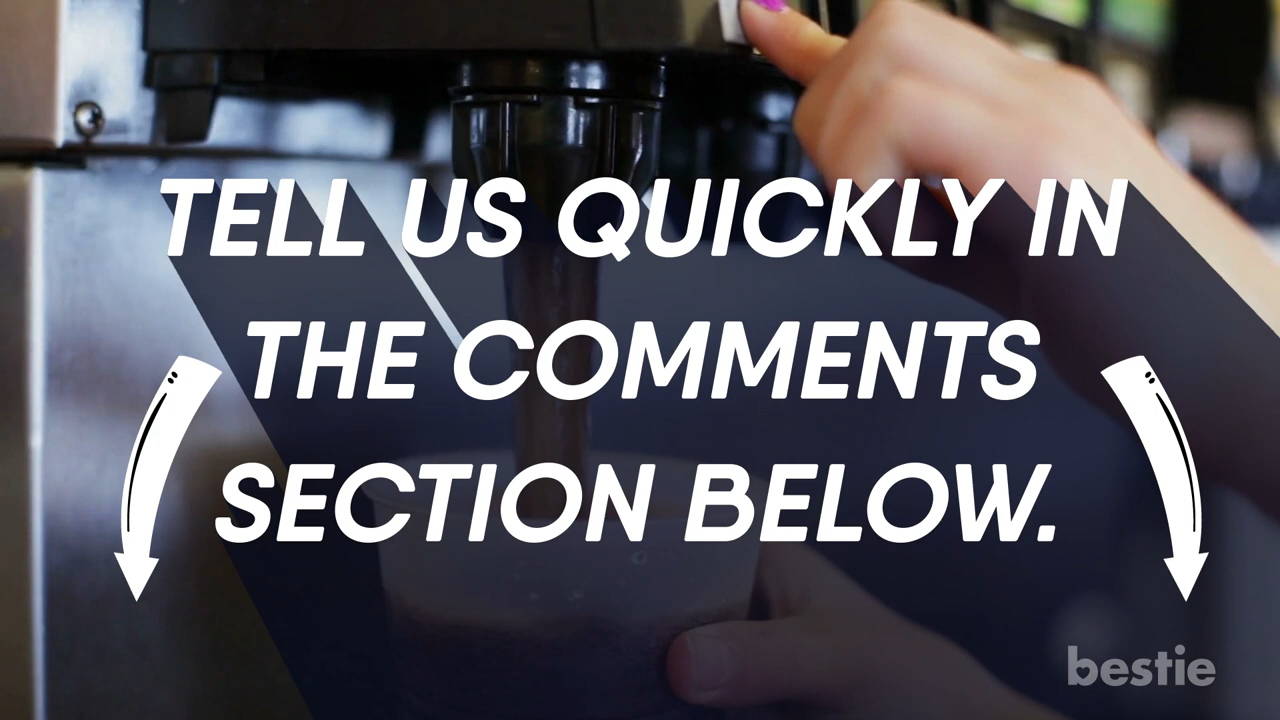 TELL US QUICKLY IN
THE COMMENTS
SECTION BELOW.
bestie